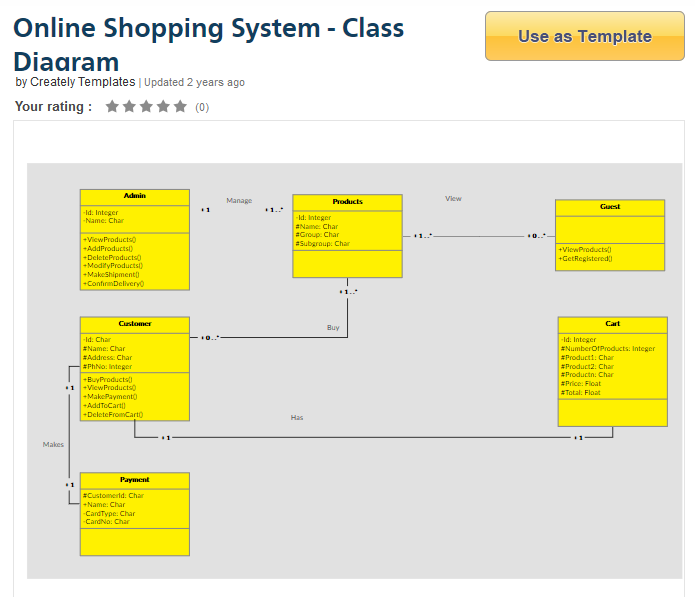 Online Shopping System - Class
Diagram
Use as Template
by Creately Templates | Updated 2 years ago
Your rating :
(0)
Admin
-Id: Integer
-Name: Char
+ViewProducts()
+AddProducts()
+DeleteProducts()
+ModifyProducts()
+MakeShipment()
+ConfirmDelivery()
+1
Manage
+1..*
Products
-Id: Integer
#Name: Char
#Group: Char
#Subgroup: Char
View
+1..*
+0..*
Guest
+ViewProducts()
+GetRegistered()
+1..*
Buy
+0..*
Customer
-Id: Char
#Name: Char
#Address: Char
#PhNo: Integer
+BuyProducts()
+ViewProducts()
+MakePayment()
+AddToCart()
+DeleteFromCart()
Cart
-Id: Integer
#NumberOfProducts: Integer
#Product1: Char
#Product2: Char
#Productn: Char
#Price: Float
#Total: Float
Has
+1
+1
+1
Makes
+1
Payment
#CustomerId: Char
+Name: Char
-CardType: Char
-CardNo: Char